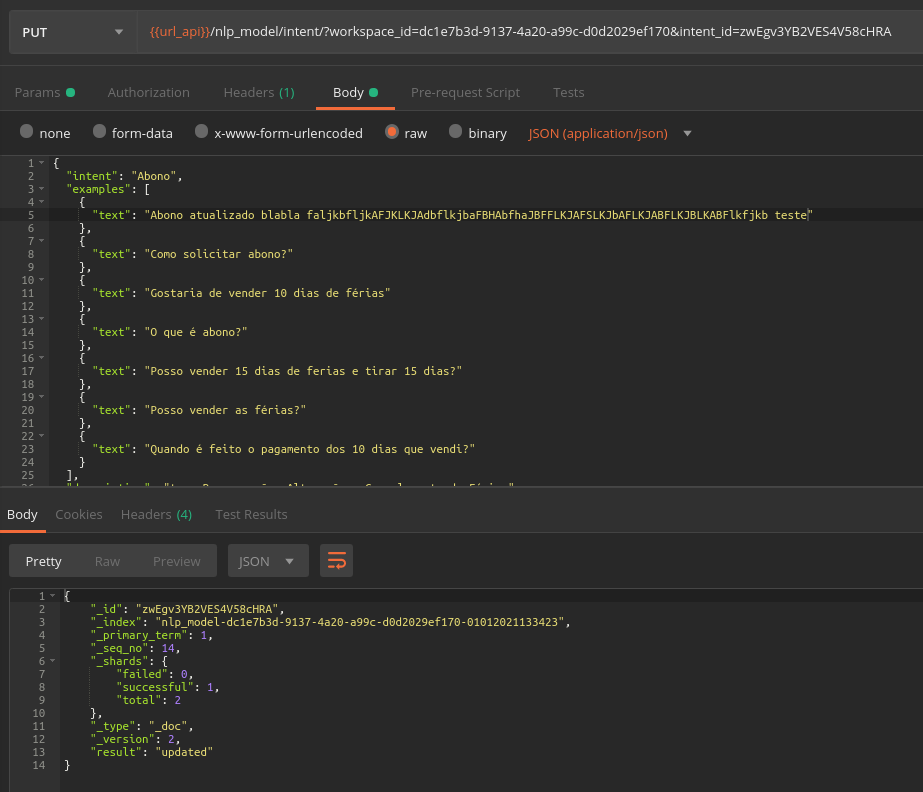 PUT {{url_api}}/nlp_model/intent/?workspace_id=dc1e7b3d-9137-4a20-a99c-d0d2029ef170&intent_id=zwEgv3YB2VES4V58cHRA
Params Authorization Headers (1) Body Pre-request Script Tests
none form-data x-www-form-urlencoded raw binary JSON (application/json)
1 {
2 "intent": "Abono",
3 "examples": [
4 {
5 "text": "Abono atualizado blabla faljkbfljkAFJKLKJAdbflkjbaFBHAbfhaJBFFLKJAFSLKJbAFLKJABFLKJBLKABFlkfjkb teste"
6 },
7 {
8 "text": "Como solicitar abono?"
9 },
10 {
11 "text": "Gostaria de vender 10 dias de férias"
12 },
13 {
14 "text": "O que é abono?"
15 },
16 {
17 "text": "Posso vender 15 dias de ferias e tirar 15 dias?"
18 },
19 {
20 "text": "Posso vender as férias?"
21 },
22 {
23 "text": "Quando é feito o pagamento dos 10 dias que vendi?"
24 }
25 ],
Body Cookies Headers (4) Test Results
Pretty Raw Preview JSON
1 {
2 "_id": "zwEgv3YB2VES4V58cHRA",
3 "_index": "nlp_model-dc1e7b3d-9137-4a20-a99c-d0d2029ef170-01012021133423",
4 "_primary_term": 1,
5 "_seq_no": 14,
6 "_shards": {
7 "failed": 0,
8 "successful": 1,
9 "total": 2
10 },
11 "_type": "_doc",
12 "_version": 2,
13 "result": "updated"
14 }